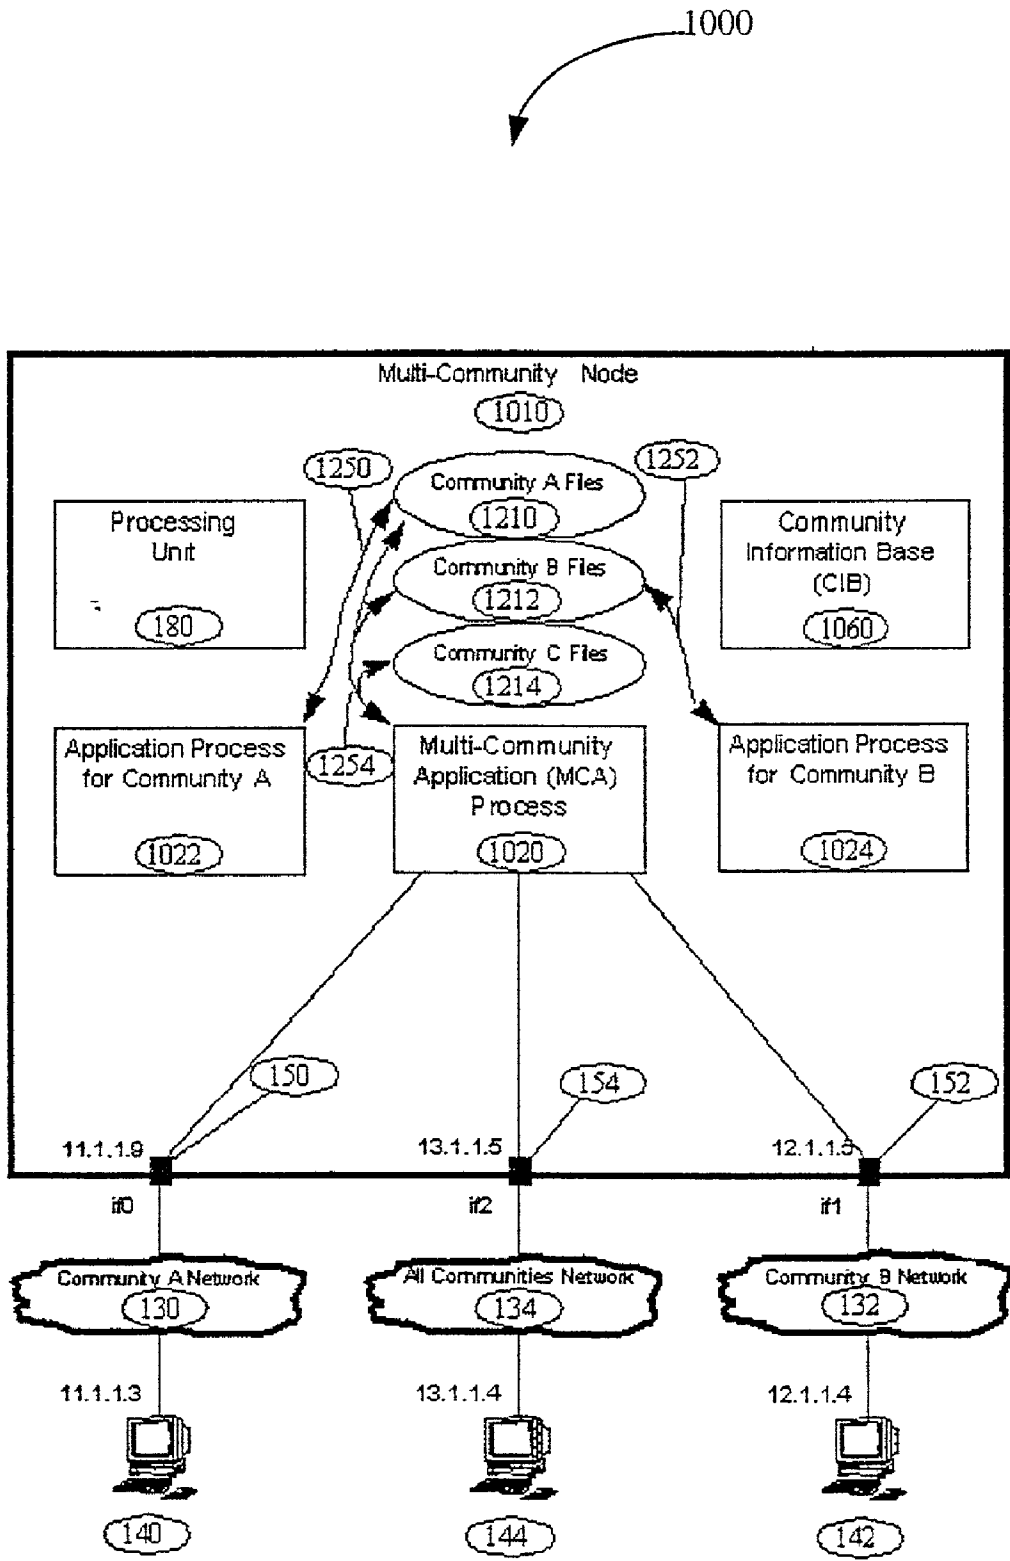 1000
Multi-Community Node
1010
1250
1252
Community A Files
1210
Processing
Unit
180
Community B Files
1212
Community
Information Base
(CIB)
1060
Community C Files
1214
Application Process
for Community A
1022
1254
Multi-Community
Application (MCA)
Process
1020
Application Process
for Community B
1024
150
154
152
11.1.1.9
13.1.1.5
if0
if2
if1
Community A Network
130
All Communities Network
134
Community B Network
132
11.1.1.3
13.1.1.4
12.1.1.4
140
144
142